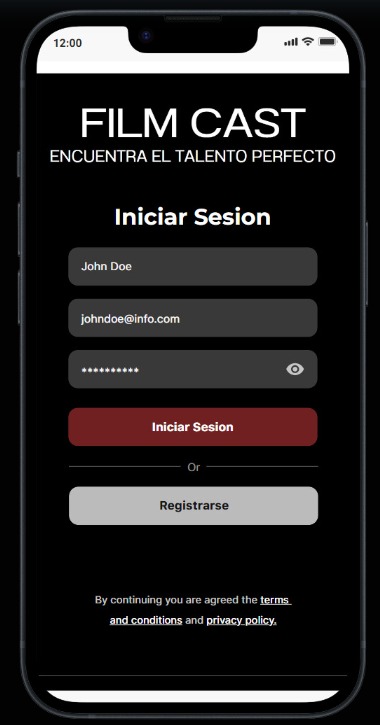 12:00
FILM CAST
ENCUENTRA EL TALENTO PERFECTO
Iniciar Sesion
John Doe
johndoe@info.com
**********
Iniciar Sesion
Or
Registrarse
By continuing you are agreed the terms
and conditions and privacy policy.